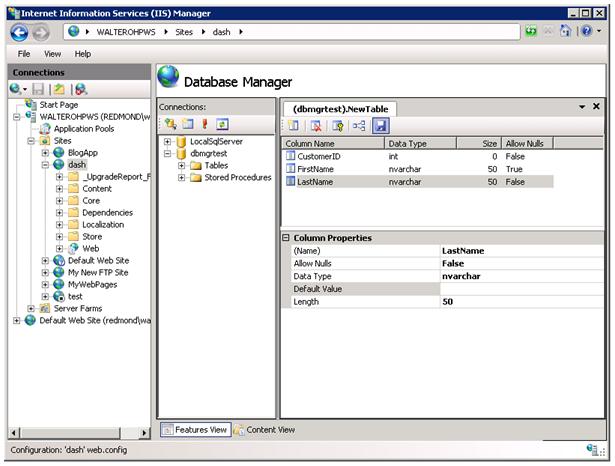 Internet Information Services (IIS) Manager
WALTEROHPWS Sites dash
File View Help
Connections
Start Page
WALTEROHPWS (REDMOND\w
Application Pools
Sites
BlogApp
dash
_UpgradeReport_F
Content
Core
Dependencies
Localization
Store
Web
Default Web Site
My New FTP Site
MyWebPages
test
Server Farms
Default Web Site (redmond\wa
Database Manager
Connections:
LocalSqlServer
dbmgrtest
Tables
Stored Procedures
(dbmgrtest).NewTable
Column Name Data Type Size Allow Nulls
CustomerID int 0 False
FirstName nvarchar 50 True
LastName nvarchar 50 False
Column Properties
(Name) LastName
Allow Nulls False
Data Type nvarchar
Default Value
Length 50
Features View Content View
Configuration: 'dash' web.config